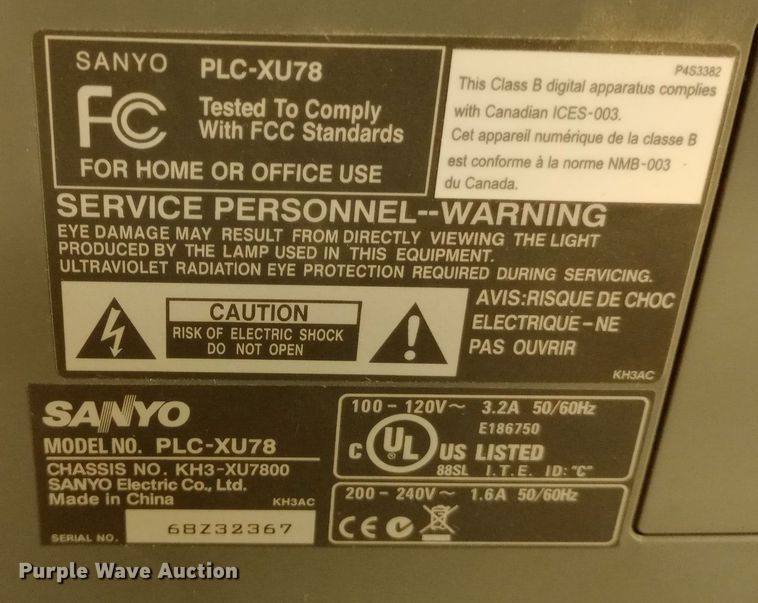 SANYO PLC-XU78
FC Tested To Comply
With FCC Standards
FOR HOME OR OFFICE USE
P4S3382
This Class B digital apparatus complies
with Canadian ICES-003.
Cet appareil numérique de la classe B
est conforme à la norme NMB-003
du Canada.
SERVICE PERSONNEL--WARNING
EYE DAMAGE MAY RESULT FROM DIRECTLY VIEWING THE LIGHT
PRODUCED BY THE LAMP USED IN THIS EQUIPMENT.
ULTRAVIOLET RADIATION EYE PROTECTION REQUIRED DURING SERVICING.
CAUTION
RISK OF ELECTRIC SHOCK
DO NOT OPEN
AVIS:RISQUE DE CHOC
ELECTRIQUE-NE
PAS OUVRIR
KH3AC
SANYO
MODEL NO. PLC-XU78
CHASSIS NO. KH3-XU7800
SANYO Electric Co., Ltd.
Made in China
KH3AC
SERIAL NO. 68Z32367
100 - 120V~ 3.2A 50/60Hz
E186750
C UL US LISTED
88SL I.T.E. ID: "C"
200 - 240V~ 1.6A 50/60Hz
CE
Purple Wave Auction